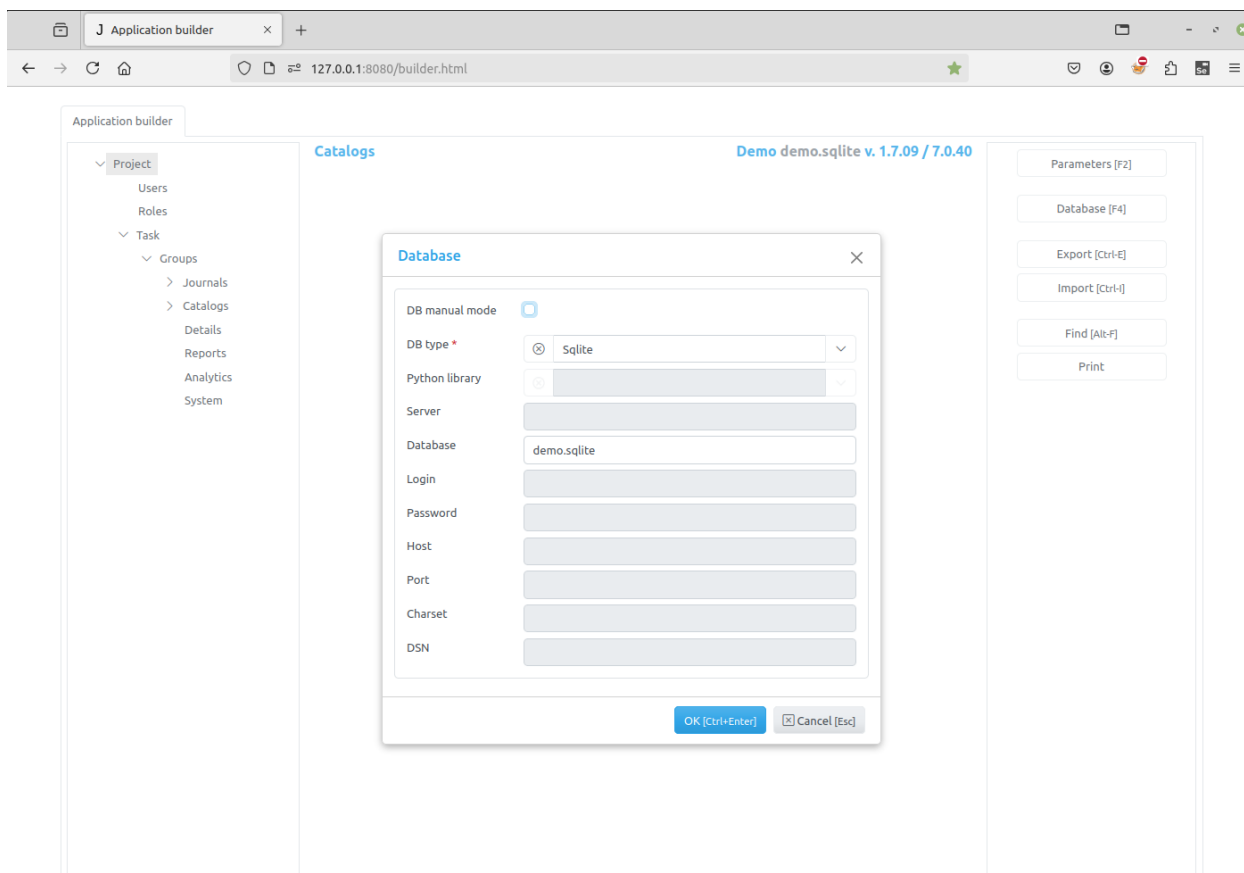 J Application builder
127.0.0.1:8080/builder.html
Se
Application builder
Project
Users
Roles
Task
Groups
Journals
Catalogs
Details
Reports
Analytics
System
Catalogs
Demo demo.sqlite v. 1.7.09 / 7.0.40
Database
DB manual mode
DB type *
Sqlite
Python library
Server
Database
demo.sqlite
Login
Password
Host
Port
Charset
DSN
OK [Ctrl+Enter]
Cancel [Esc]
Parameters [F2]
Database [F4]
Export [Ctrl-E]
Import [Ctrl-I]
Find [Alt-F]
Print